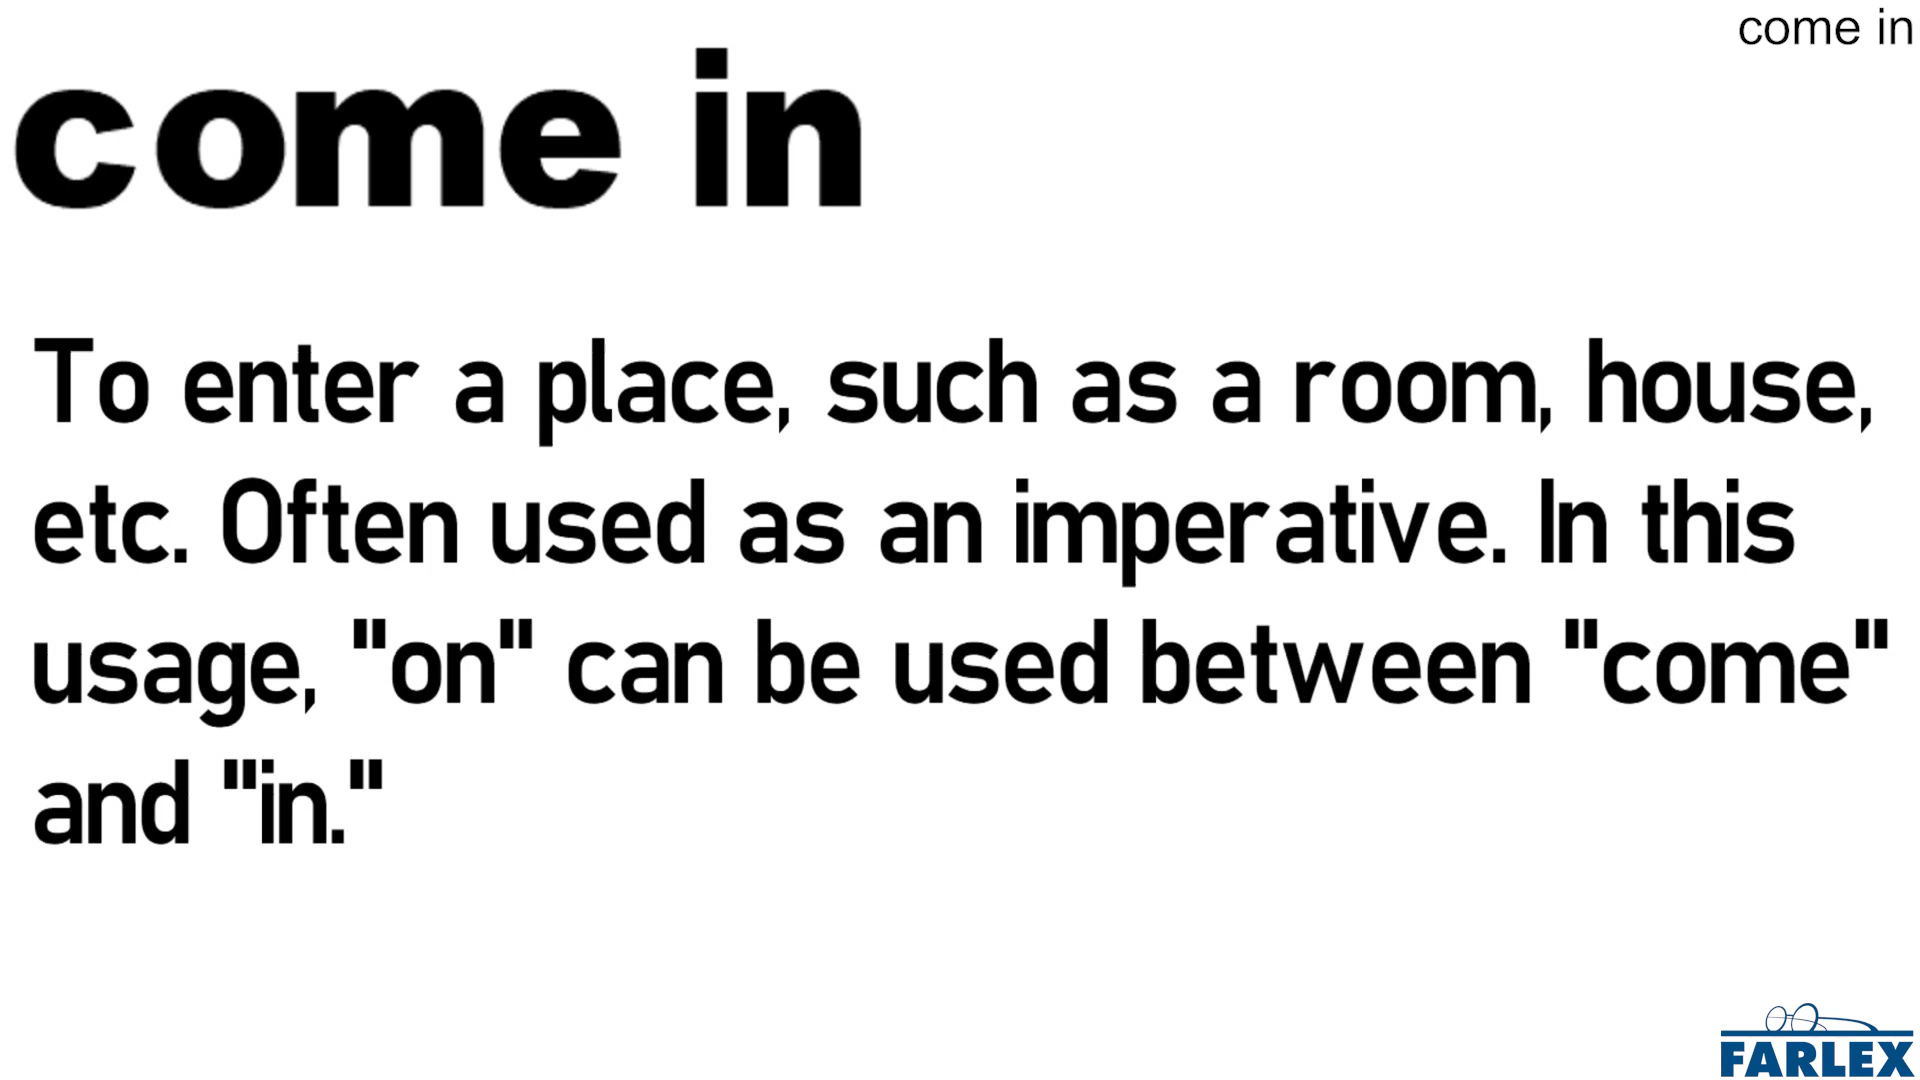 come in
come in
To enter a place, such as a room, house,
etc. Often used as an imperative. In this
usage, "on" can be used between "come"
and "in."
FARLEX